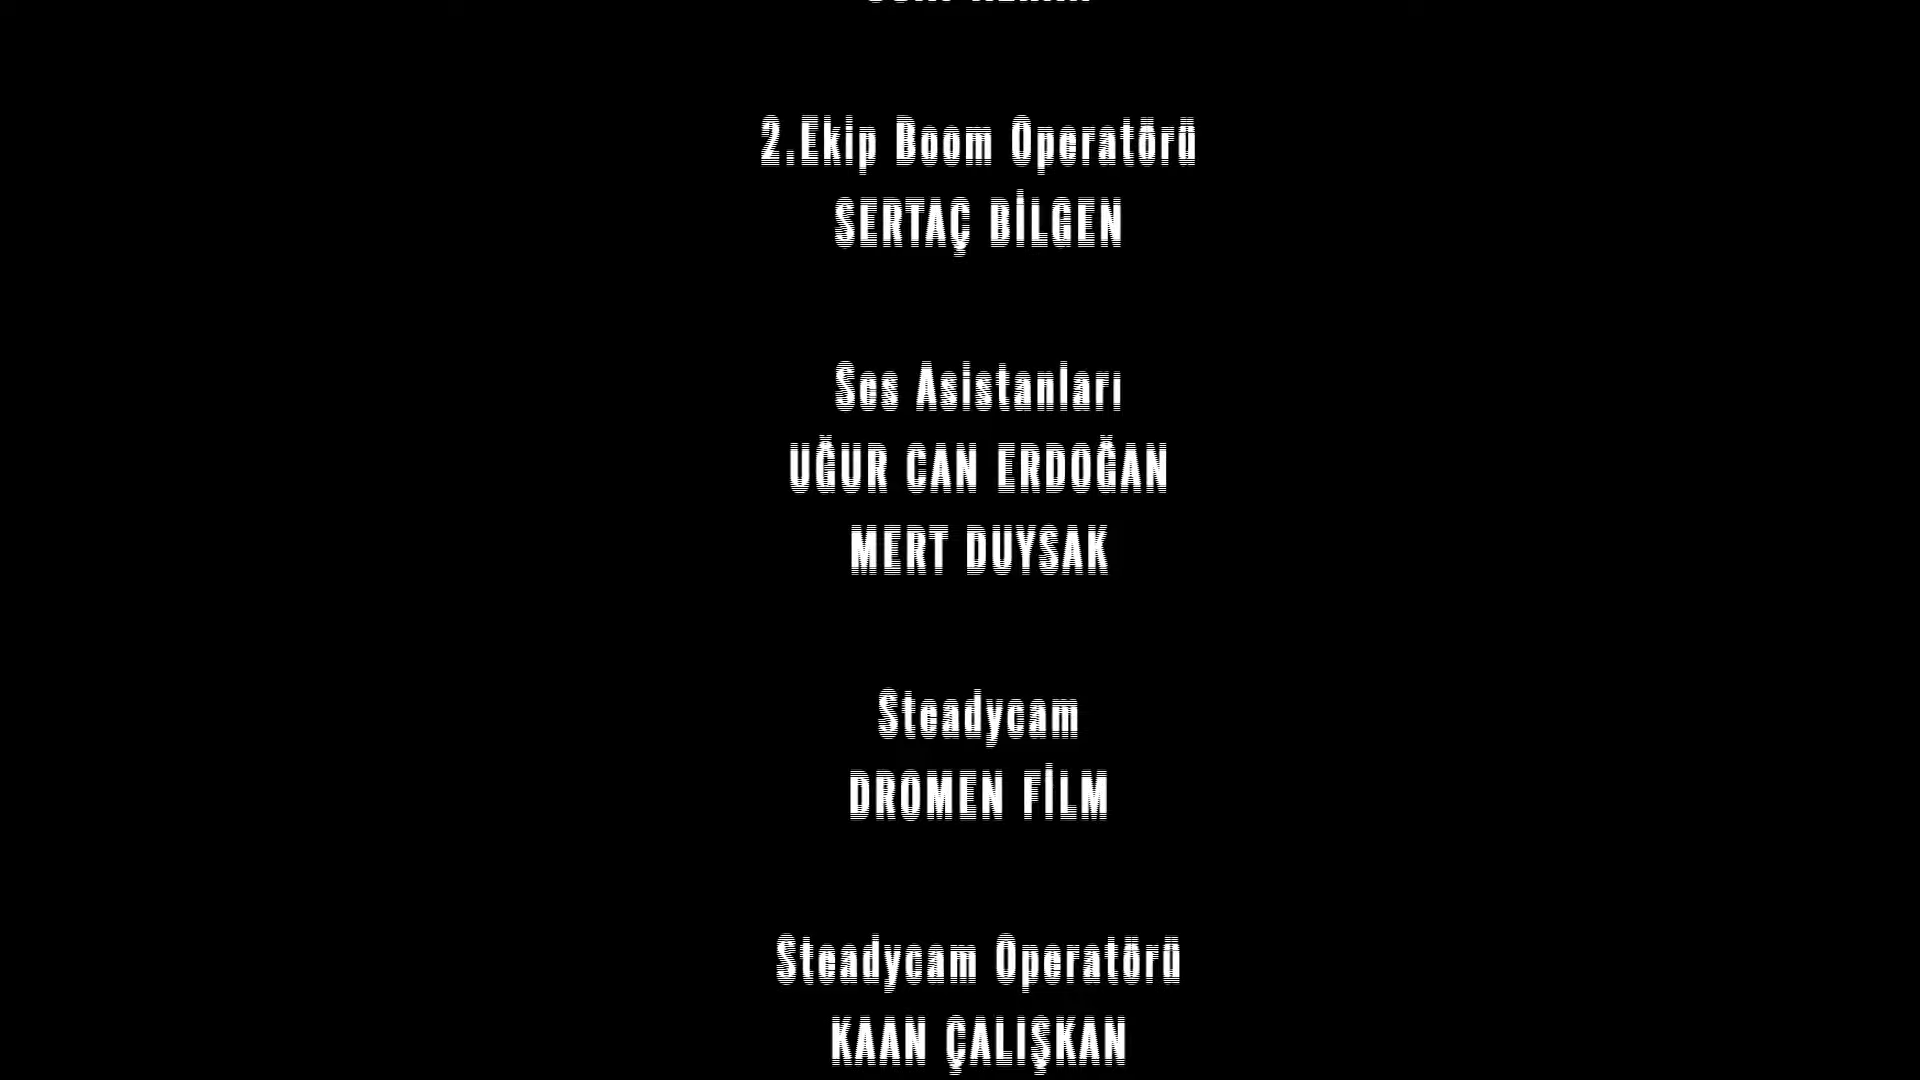 2.Ekip Boom Operatörü
SERTAÇ BİLGEN
Ses Asistanları
UĞUR CAN ERDOĞAN
MERT DUYSAK
Steadycam
DROMEN FİLM
Steadycam Operatörü
KAAN ÇALIŞKAN